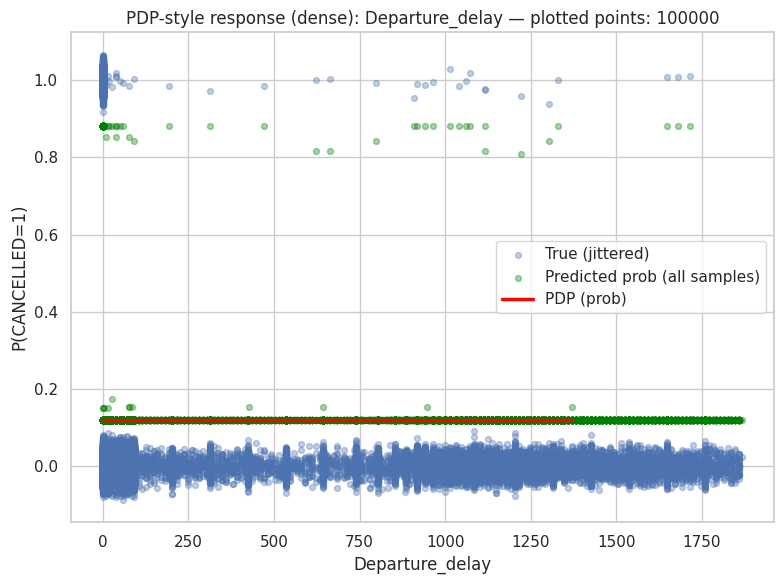 PDP-style response (dense): Departure_delay — plotted points: 100000
1.0
0.8
0.6
0.4
0.2
0.0
P(CANCELLED=1)
True (jittered)
Predicted prob (all samples)
PDP (prob)
0 250 500 750 1000 1250 1500 1750
Departure_delay